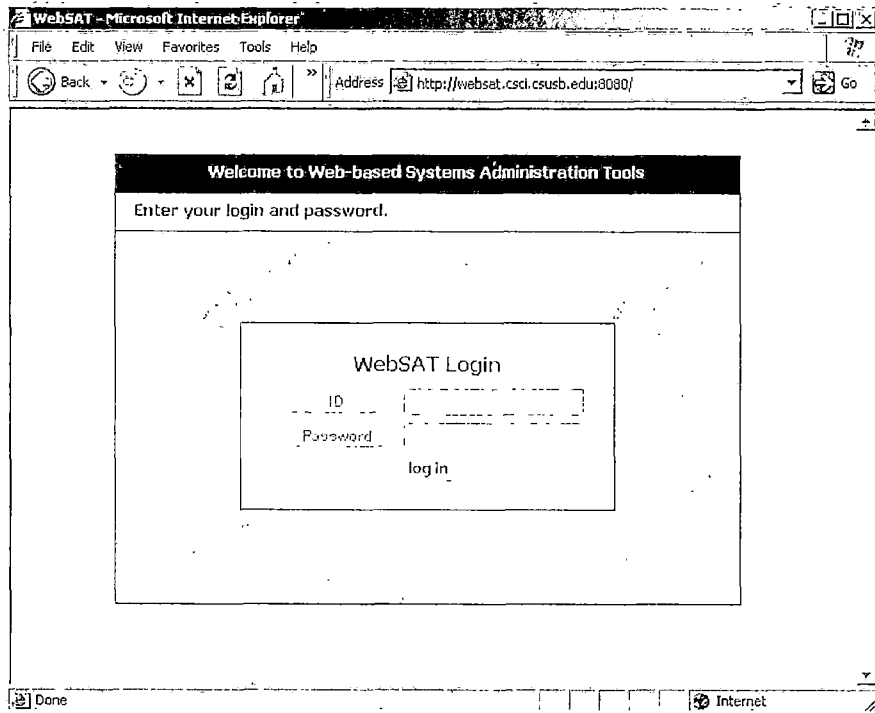 WebSAT - Microsoft Internet Explorer
File Edit View Favorites Tools Help
Back » Address http://websat.csci.csusb.edu:8080/ Go
Welcome to Web-based Systems Administration Tools
Enter your login and password.
WebSAT Login
ID
Password
log in
Done Internet